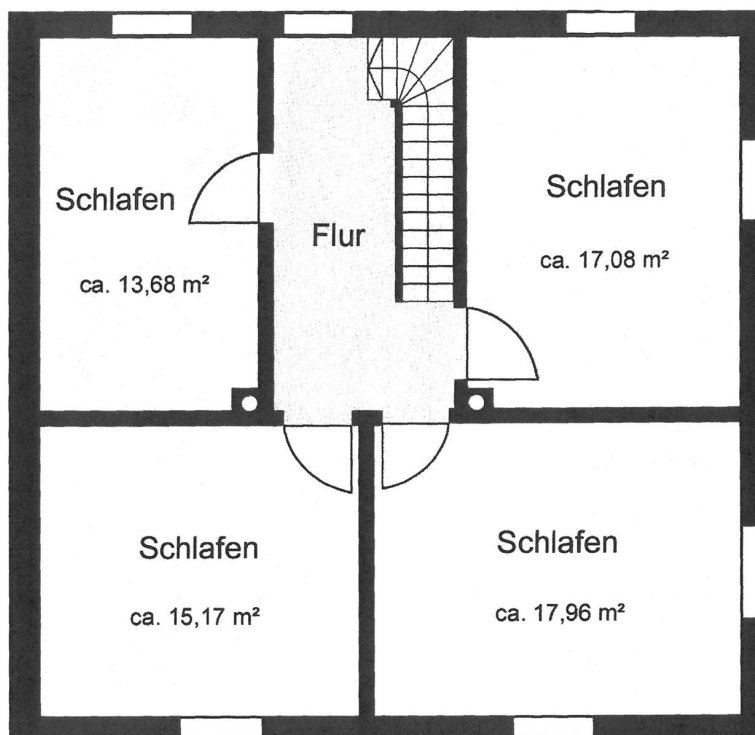 Schlafen
ca. 13,68 m²
Flur
Schlafen
ca. 17,08 m²
Schlafen
ca. 15,17 m²
Schlafen
ca. 17,96 m²